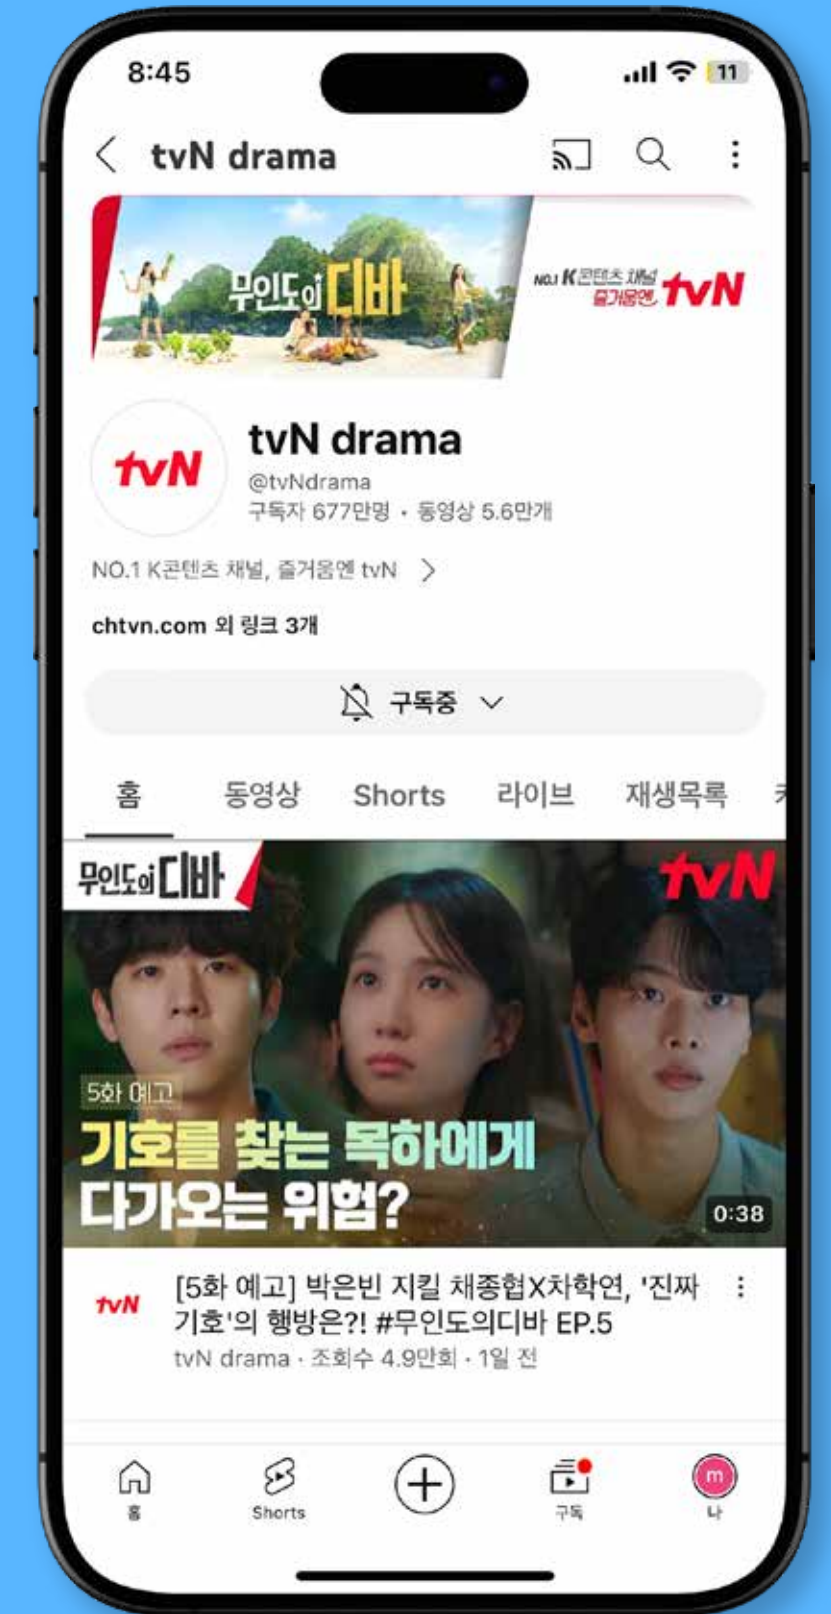 8:45
11
tvN drama
무인도의 디바
NO.1 K콘텐츠 채널
즐거움엔 tvN
tvN
tvN drama
@tvNdrama
구독자 677만명 • 동영상 5.6만개
NO.1 K콘텐츠 채널, 즐거움엔 tvN
chtvn.com 외 링크 3개
구독중
홈 동영상 Shorts 라이브 재생목록
무인도의 디바
tvN
5화 예고
기호를 찾는 목하에게
다가오는 위험?
0:38
tvN
[5화 예고] 박은빈 지킬 채종협X차학연, '진짜
기호'의 행방은?! #무인도의디바 EP.5
tvN drama · 조회수 4.9만회 · 1일 전
홈 Shorts 구독 m 나